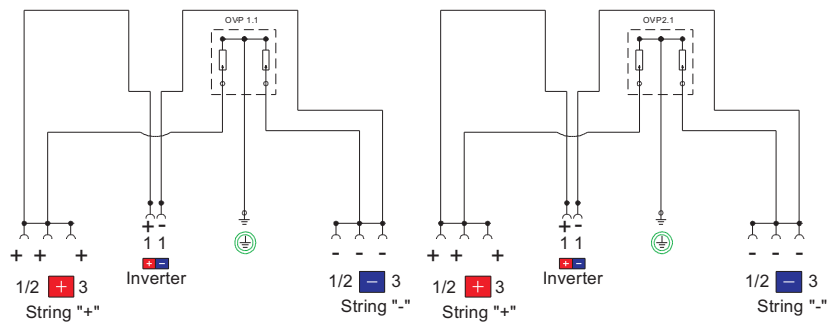 OVP 1.1
OVP2.1
+ -
+ -
1 1
1 1
+ + +
- - -
+ + +
- - -
+ -
Inverter
+ -
Inverter
1/2 + 3
1/2 - 3
1/2 + 3
1/2 - 3
String "+"
String "-"
String "+"
String "-"